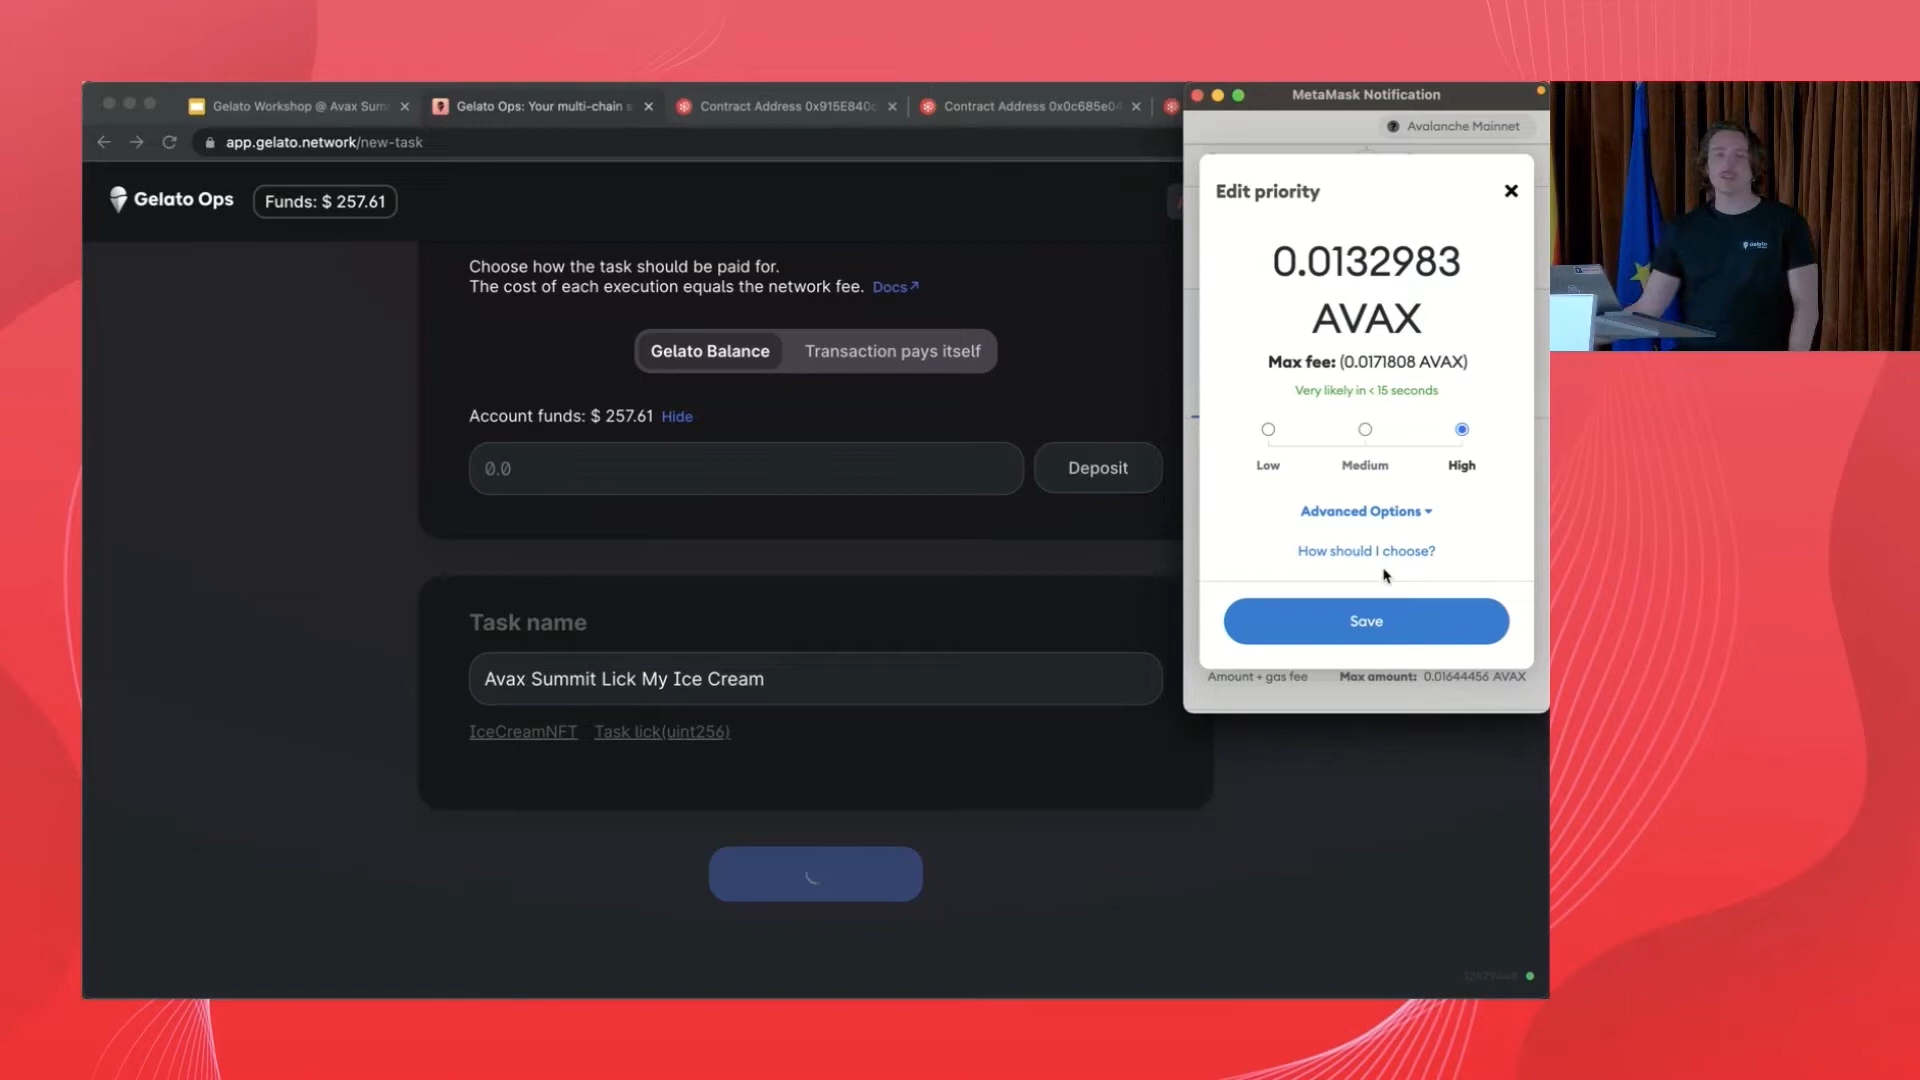 Gelato Workshop @ Avax Sum
Gelato Ops: Your multi-chain s
Contract Address 0x915E840c
Contract Address 0x0c685e04
app.gelato.network/new-task
Gelato Ops
Funds: $ 257.61
Choose how the task should be paid for.
The cost of each execution equals the network fee. Docs↗
Gelato Balance
Transaction pays itself
Account funds: $ 257.61 Hide
0.0
Deposit
Task name
Avax Summit Lick My Ice Cream
IceCreamNFT Task lick(uint256)
MetaMask Notification
Avalanche Mainnet
Edit priority
0.0132983
AVAX
Max fee: (0.0171808 AVAX)
Very likely in < 15 seconds
Low Medium High
Advanced Options
How should I choose?
Save
Amount + gas fee Max amount: 0.01644456 AVAX
gelato